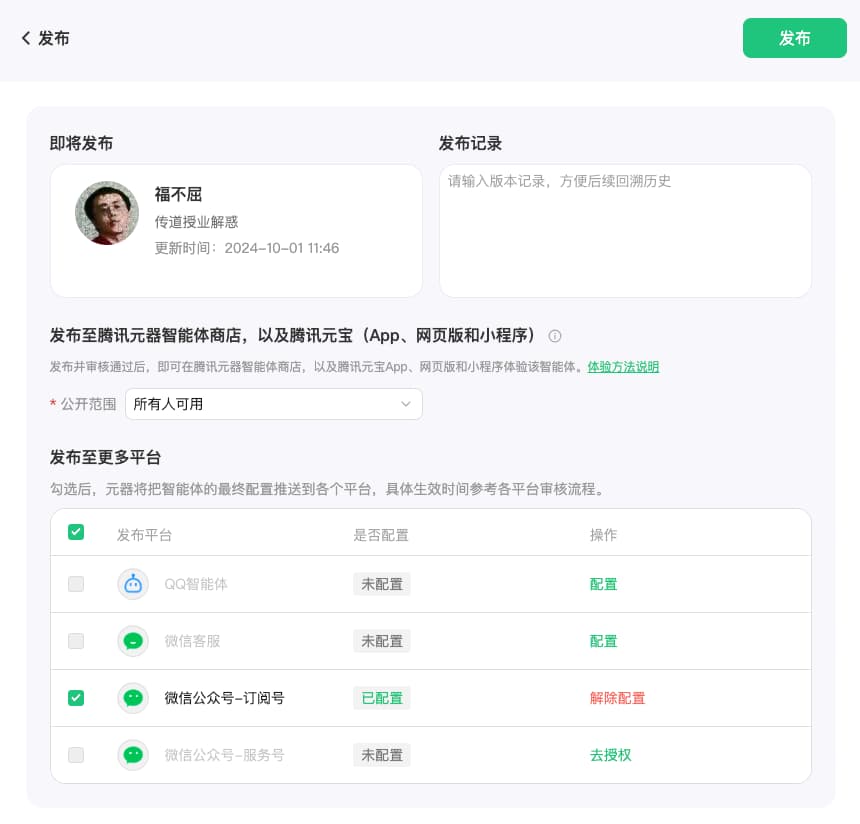 发布
发布
即将发布
福不屈
传道授业解惑
更新时间：2024-10-01 11:46
发布记录
请输入版本记录，方便后续回溯历史
发布至腾讯元器智能体商店，以及腾讯元宝（App、网页版和小程序）
发布并审核通过后，即可在腾讯元器智能体商店，以及腾讯元宝App、网页版和小程序体验该智能体。体验方法说明
* 公开范围 所有人可用
发布至更多平台
勾选后，元器将把智能体的最终配置推送到各个平台，具体生效时间参考各平台审核流程。
发布平台 是否配置 操作
QQ智能体 未配置 配置
微信客服 未配置 配置
微信公众号-订阅号 已配置 解除配置
微信公众号-服务号 未配置 去授权